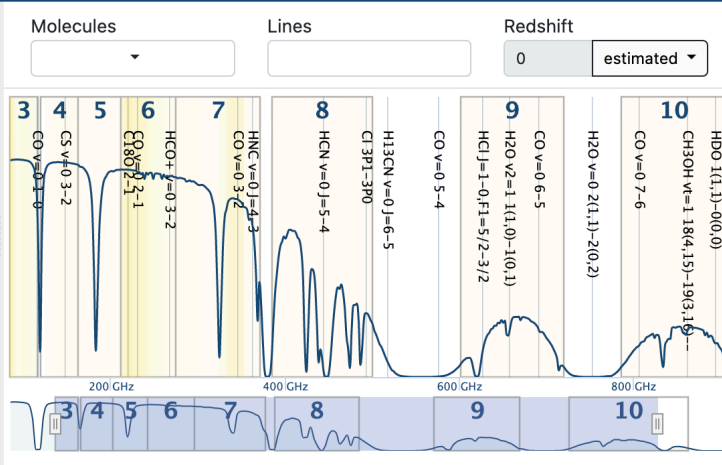 Molecules
Lines
Redshift
0
estimated
3
4
5
6
7
8
9
10
CO v=0 1-0
CS v=0 3-2
CO v=0 2-1
HCO+ v=0 3-2
CO v=0 3-2
HNC v=0 J=4-3
HCN v=0 J=5-4
CI 3P1-3P0
H13CN v=0 J=6-5
CO v=0 5-4
HCl J=1-0,F1=5/2-3/2
H2O v2=1 1(1,0)-1(0,1)
CO v=0 6-5
H2O v=0 2(1,1)-2(0,2)
CO v=0 7-6
CH3OH vt=1 18(4,15)-19(3,16)--
HDO 1(1,1)-0(0,0)
200 GHz
400 GHz
600 GHz
800 GHz
3
4
5
6
7
8
9
10